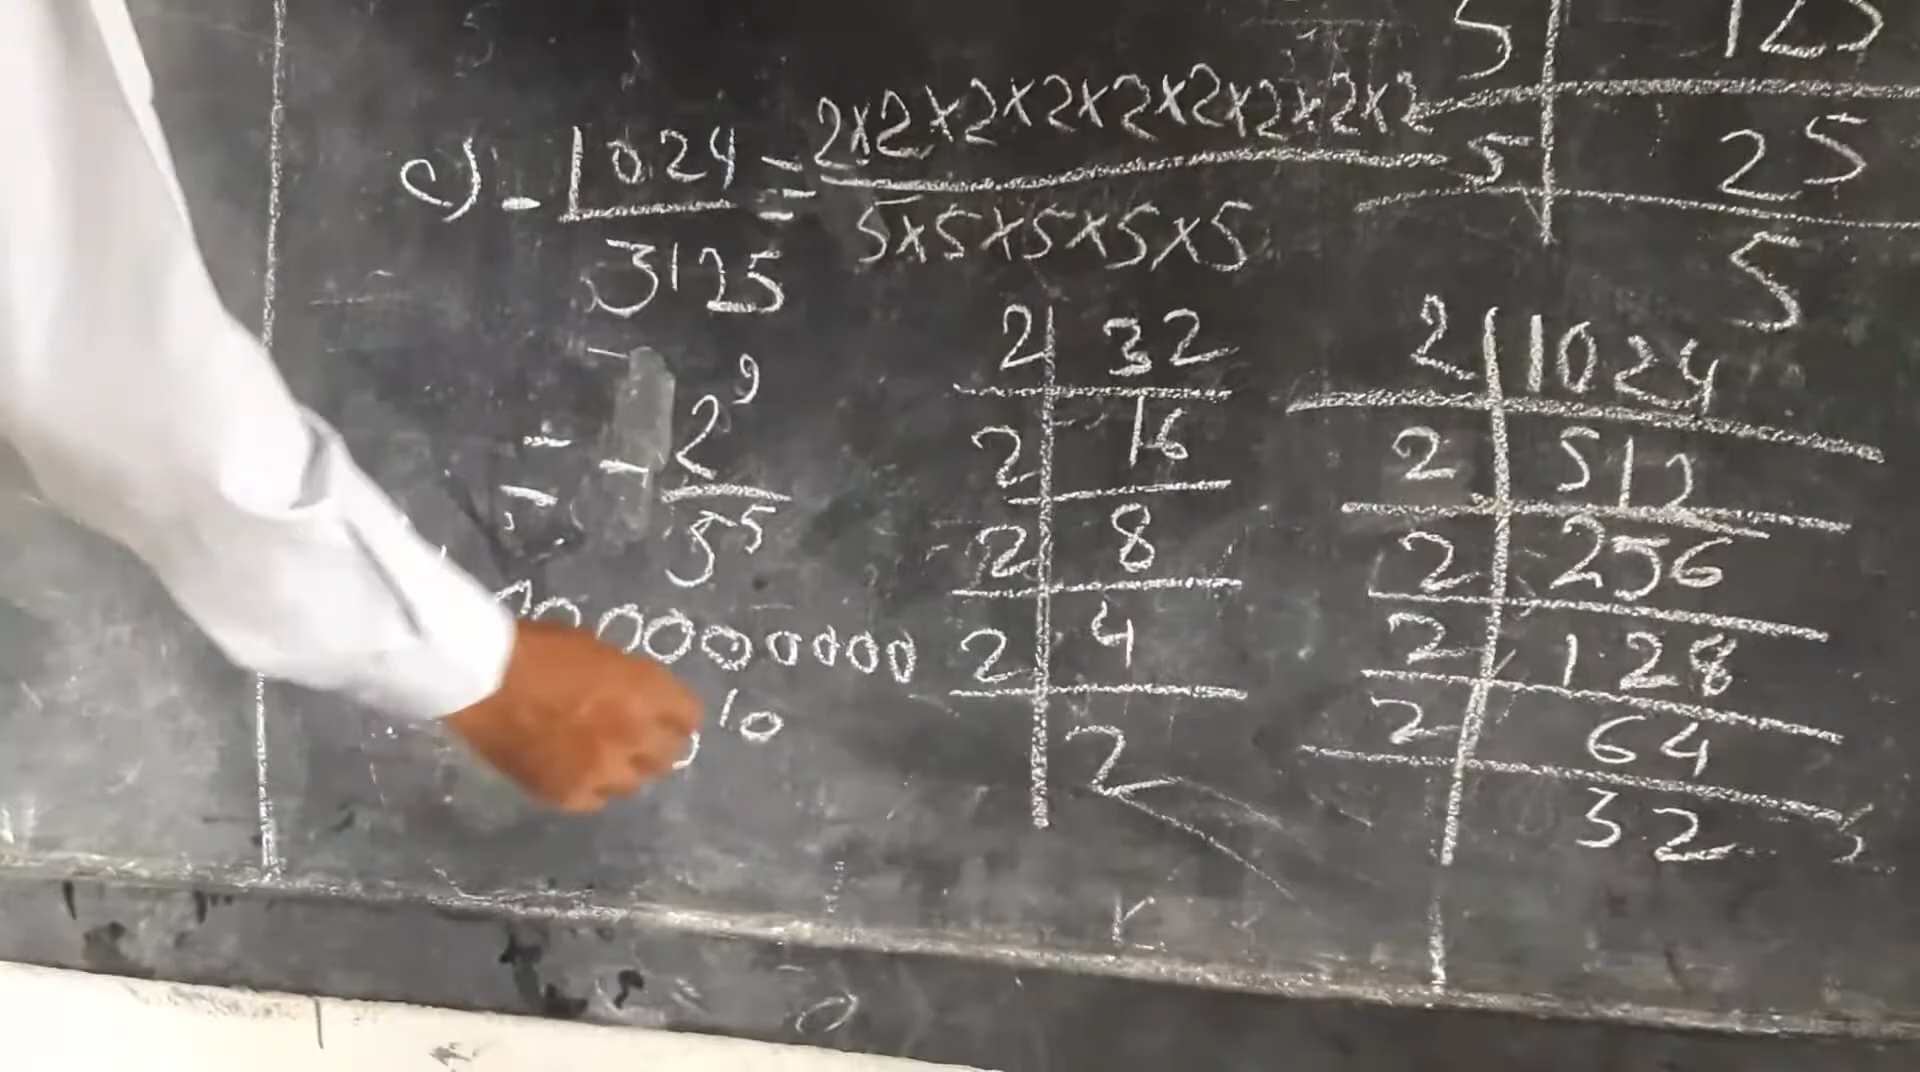 5 | 125
5 | 25
5
c) - 1024/3125 = 2×2×2×2×2×2×2×2×2/5×5×5×5×5
= - 2⁹/5⁵
0000000
10
2 | 32
2 | 16
2 | 8
2 | 4
2
2 | 1024
2 | 512
2 | 256
2 | 128
2 | 64
32